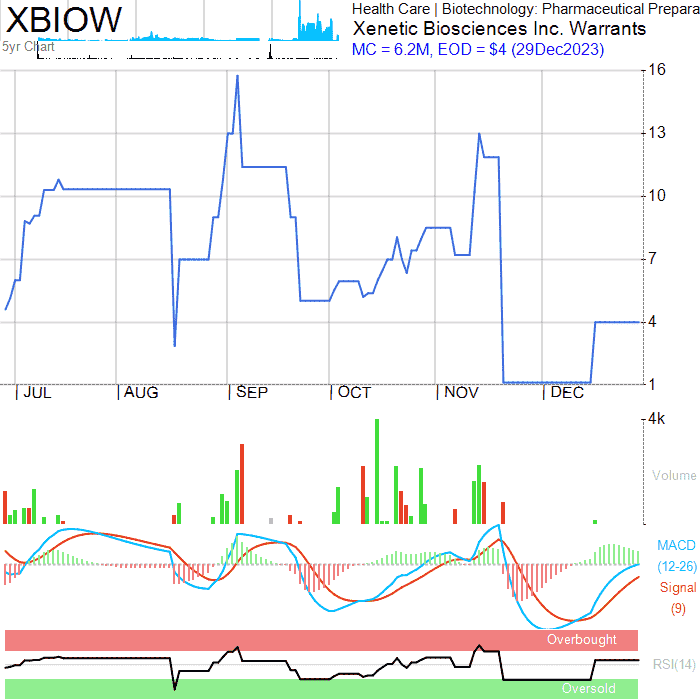 XBIOW
Health Care | Biotechnology: Pharmaceutical Prepara
Xenetic Biosciences Inc. Warrants
5yr Chart
MC = 6.2M, EOD = $4 (29Dec2023)
16
13
10
7
4
1
JUL AUG SEP OCT NOV DEC
4k
Volume
MACD
(12-26)
Signal
(9)
Overbought
RSI(14)
Oversold